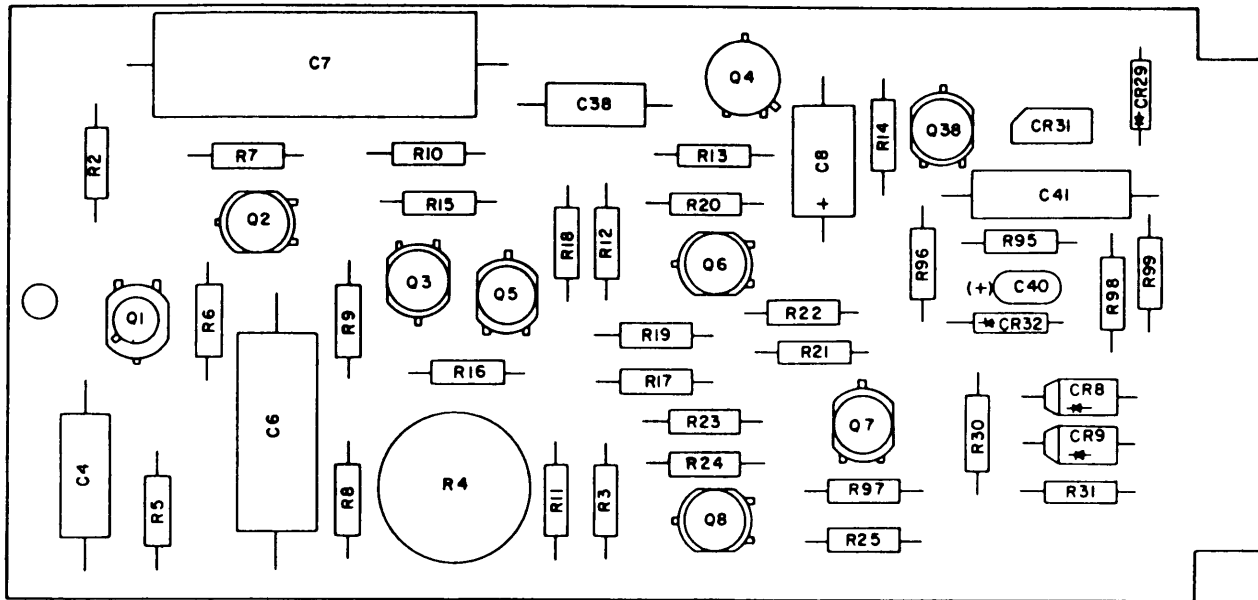 C7
Q4
CR29
C38
R14
Q38
CR31
R2
R7
R10
R13
C8
+
R15
R20
C41
Q2
R18
R12
R95
Q6
R96
R99
Q3
Q5
(+) C40
R98
Q1
R6
R9
R22
CR32
R19
R21
R16
R17
CR8
C6
R23
Q7
R30
CR9
C4
R24
R5
R8
R4
R11
R3
R97
R31
Q8
R25